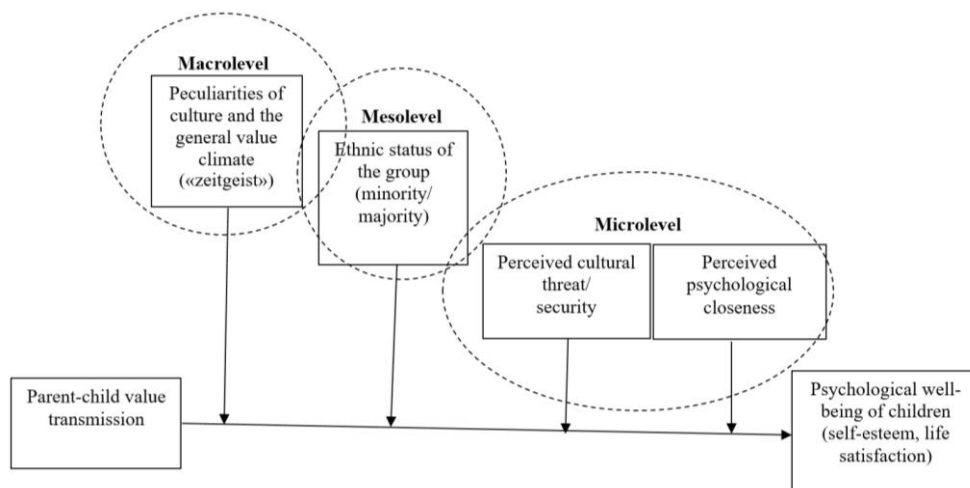 Macrolevel
Peculiarities of
culture and the
general value
climate
(«zeitgeist»)
Mesolevel
Ethnic status of
the group
(minority/
majority)
Microlevel
Perceived cultural
threat/
security
Perceived
psychological
closeness
Parent-child value
transmission
Psychological well-
being of children
(self-esteem, life
satisfaction)